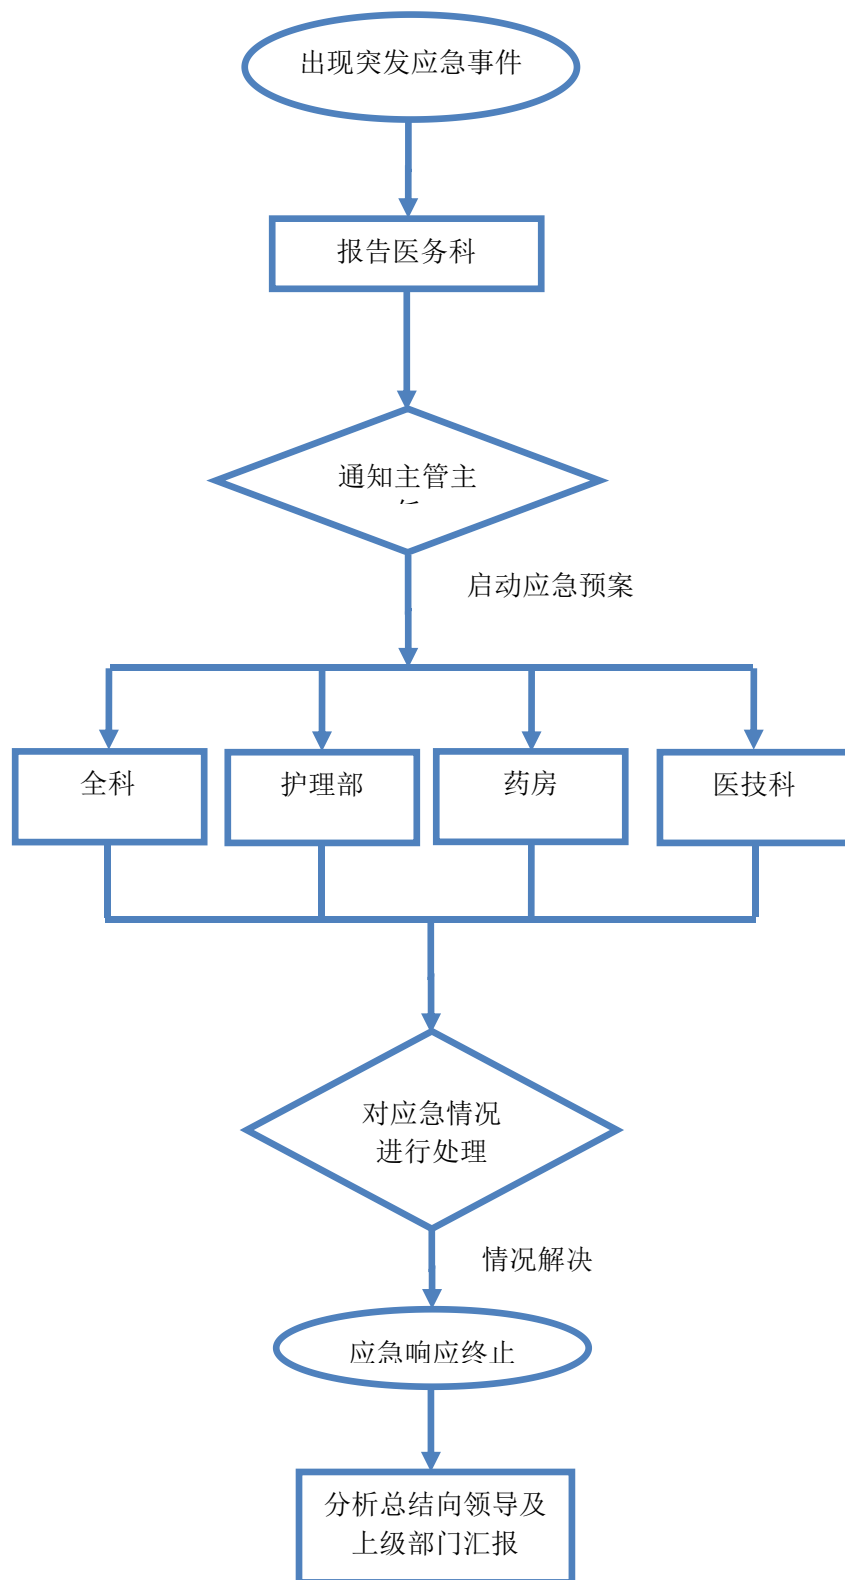 出现突发应急事件
报告医务科
通知主管主
启动应急预案
全科
护理部
药房
医技科
对应急情况
进行处理
情况解决
应急响应终止
分析总结向领导及
上级部门汇报